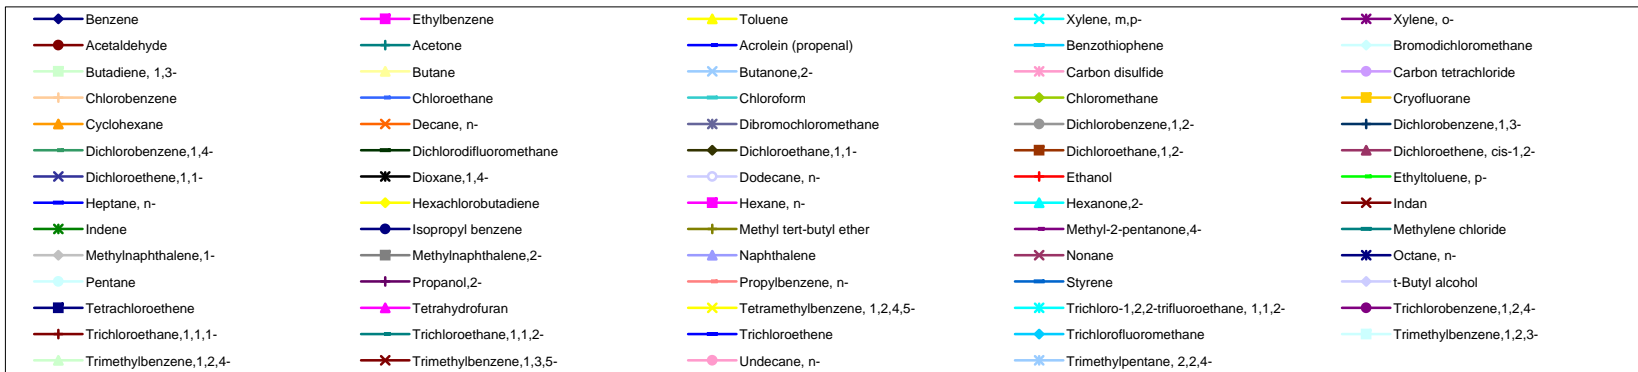 Benzene Ethylbenzene Toluene Xylene, m,p- Xylene, o-
Acetaldehyde Acetone Acrolein (propenal) Benzothiophene Bromodichloromethane
Butadiene, 1,3- Butane Butanone,2- Carbon disulfide Carbon tetrachloride
Chlorobenzene Chloroethane Chloroform Chloromethane Cryofluorane
Cyclohexane Decane, n- Dibromochloromethane Dichlorobenzene,1,2- Dichlorobenzene,1,3-
Dichlorobenzene,1,4- Dichlorodifluoromethane Dichloroethane,1,1- Dichloroethane,1,2- Dichloroethene, cis-1,2-
Dichloroethene,1,1- Dioxane,1,4- Dodecane, n- Ethanol Ethyltoluene, p-
Heptane, n- Hexachlorobutadiene Hexane, n- Hexanone,2- Indan
Indene Isopropyl benzene Methyl tert-butyl ether Methyl-2-pentanone,4- Methylene chloride
Methylnaphthalene,1- Methylnaphthalene,2- Naphthalene Nonane Octane, n-
Pentane Propanol,2- Propylbenzene, n- Styrene t-Butyl alcohol
Tetrachloroethene Tetrahydrofuran Tetramethylbenzene, 1,2,4,5- Trichloro-1,2,2-trifluoroethane, 1,1,2- Trichlorobenzene,1,2,4-
Trichloroethane,1,1,1- Trichloroethane,1,1,2- Trichloroethene Trichlorofluoromethane Trimethylbenzene,1,2,3-
Trimethylbenzene,1,2,4- Trimethylbenzene,1,3,5- Undecane, n- Trimethylpentane, 2,2,4-